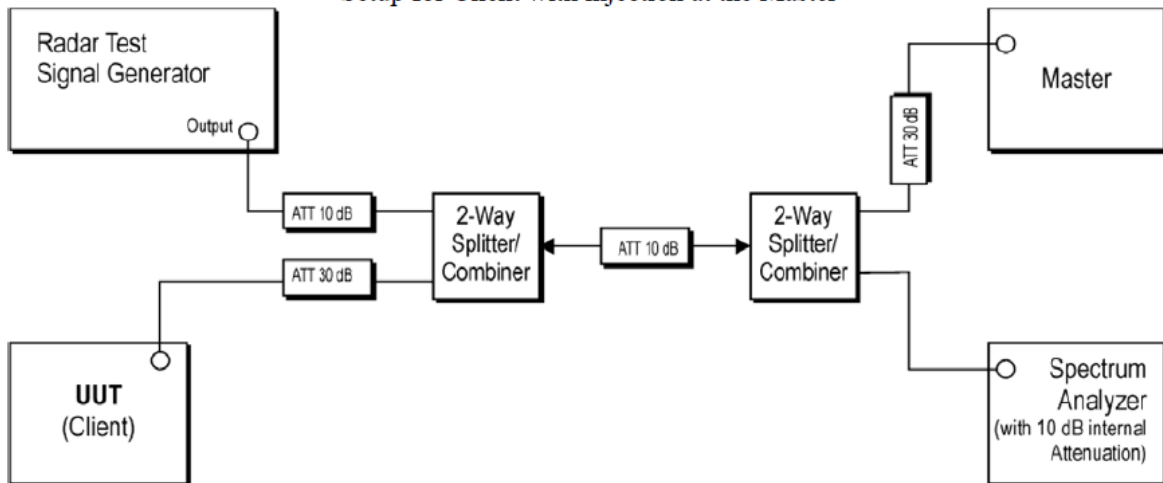 Setup for Client with injection at the Master
Radar Test
Signal Generator
Output
ATT 10 dB
ATT 30 dB
UUT
(Client)
2-Way
Splitter/
Combiner
ATT 10 dB
2-Way
Splitter/
Combiner
ATT 30 dB
Master
Spectrum
Analyzer
(with 10 dB internal
Attenuation)